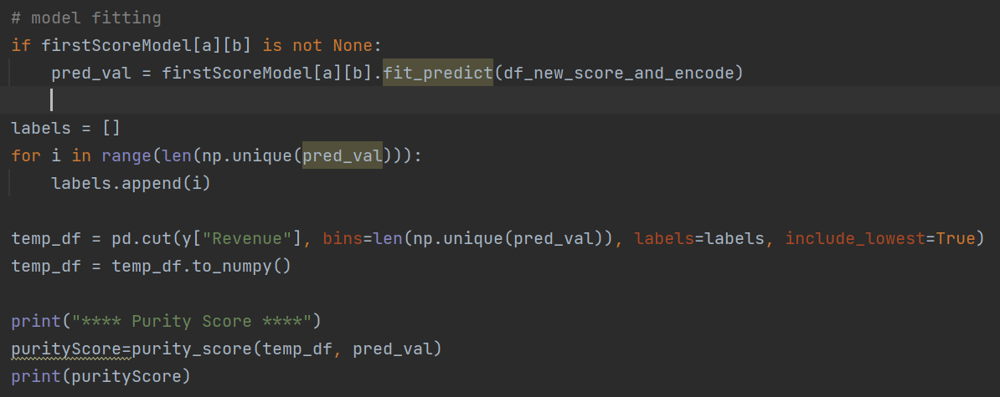 # model fitting
if firstScoreModel[a][b] is not None:
    pred_val = firstScoreModel[a][b].fit_predict(df_new_score_and_encode)
labels = []
for i in range(len(np.unique(pred_val))):
    labels.append(i)
temp_df = pd.cut(y["Revenue"], bins=len(np.unique(pred_val)), labels=labels, include_lowest=True)
temp_df = temp_df.to_numpy()
print("**** Purity Score ****")
purityScore=purity_score(temp_df, pred_val)
print(purityScore)